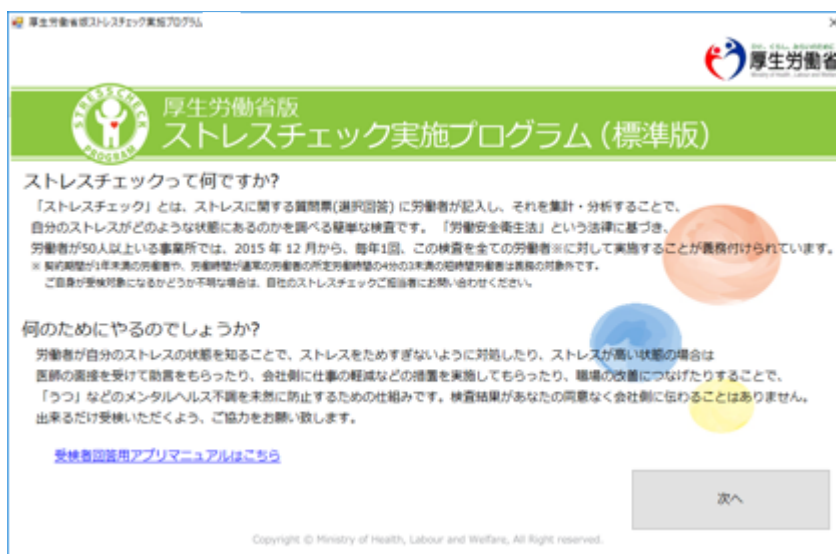 厚生労働省版ストレスチェック実施プログラム
ひと、くらし、みらいのために
厚生労働省
Ministry of Health, Labour and Welfare
STRESSCHECK
PROGRAM
厚生労働省版
ストレスチェック実施プログラム(標準版)
ストレスチェックって何ですか?
「ストレスチェック」とは、ストレスに関する質問票(選択回答) に労働者が記入し、それを集計・分析することで、
自分のストレスがどのような状態にあるのかを調べる簡単な検査です。 「労働安全衛生法」という法律に基づき、
労働者が50人以上いる事業所では、2015 年 12 月から、毎年1回、この検査を全ての労働者※に対して実施することが義務付けられています。
※ 契約期間が1年未満の労働者や、労働時間が通常の労働者の所定労働時間の4分の3未満の短時間労働者は義務の対象外です。
ご自身が受検対象になるかどうか不明な場合は、自社のストレスチェックご担当者にお問い合わせください。
何のためにやるのでしょうか?
労働者が自分のストレスの状態を知ることで、ストレスをためすぎないように対処したり、ストレスが高い状態の場合は
医師の面接を受けて助言をもらったり、会社側に仕事の軽減などの措置を実施してもらったり、職場の改善につなげたりすることで、
「うつ」などのメンタルヘルス不調を未然に防止するための仕組みです。検査結果があなたの同意なく会社側に伝わることはありません。
出来るだけ受検いただくよう、ご協力をお願い致します。
受検者回答用アプリマニュアルはこちら
次へ
Copyright © Ministry of Health, Labour and Welfare, All Right reserved.